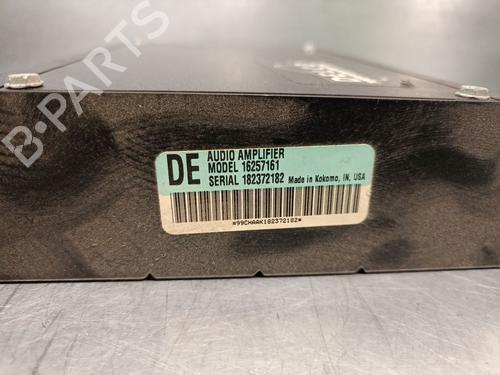 B-PARTS
DE AUDIO AMPLIFIER
MODEL 16257161
SERIAL 182372182 Made in Kokomo, IN, USA
*99CHAAK182372182*